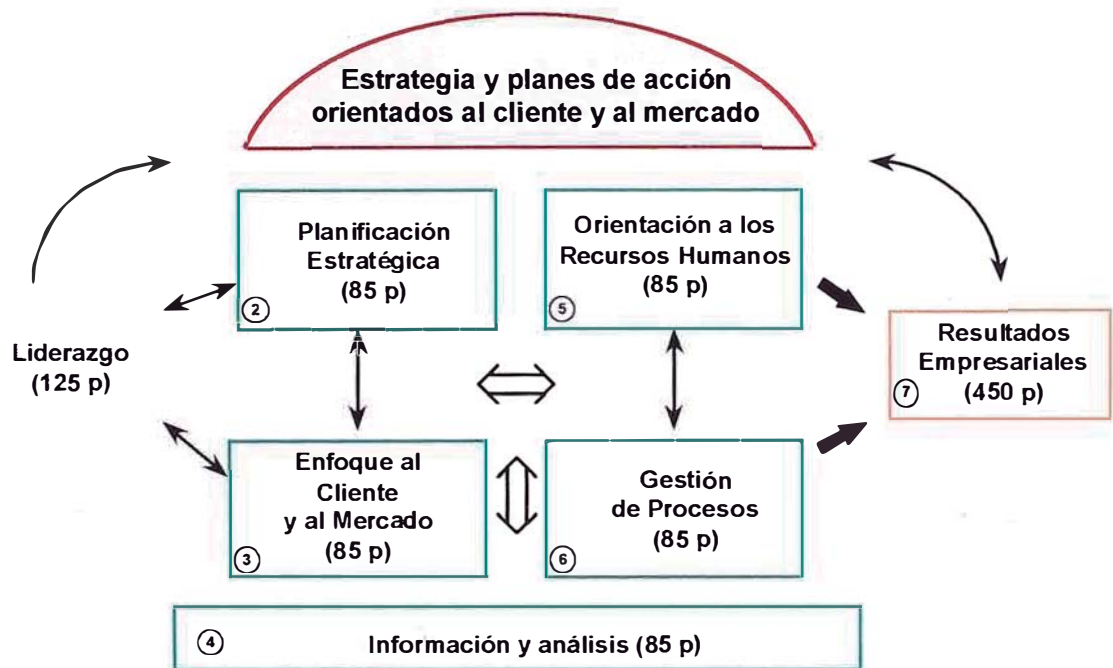 Estrategia y planes de acción
orientados al cliente y al mercado
Planificación
Estratégica
(85 p)
2
Orientación a los
Recursos Humanos
(85 p)
5
Liderazgo
(125 p)
Resultados
Empresariales
(450 p)
7
Enfoque al
Cliente
y al Mercado
(85 p)
3
Gestión
de Procesos
(85 p)
6
4 Información y análisis (85 p)